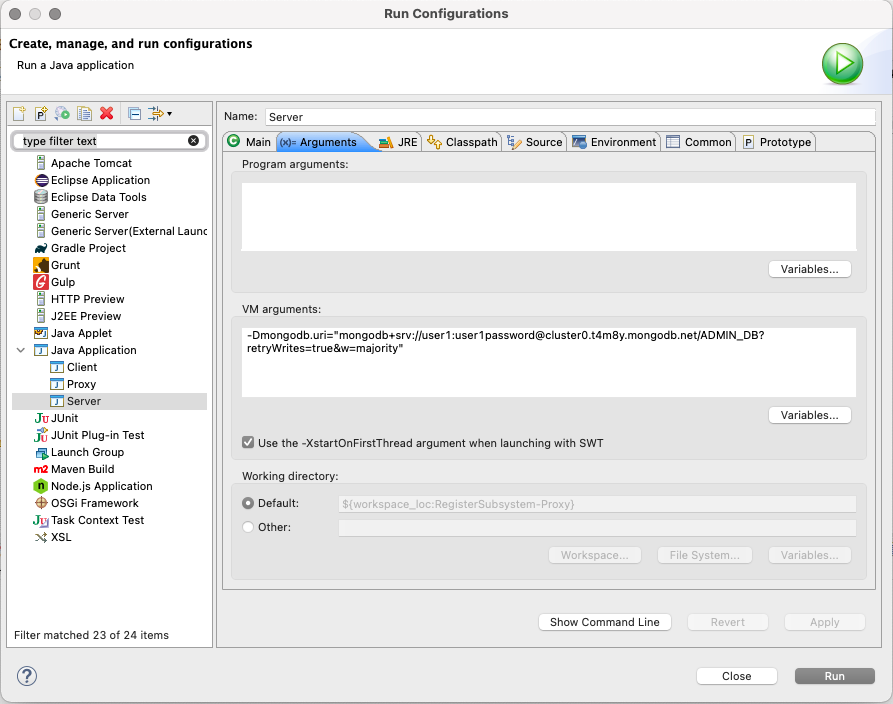 Run Configurations
Create, manage, and run configurations
Run a Java application
type filter text
Apache Tomcat
Eclipse Application
Eclipse Data Tools
Generic Server
Generic Server(External Launc
Gradle Project
Grunt
Gulp
HTTP Preview
J2EE Preview
Java Applet
Java Application
Client
Proxy
Server
JUnit
JUnit Plug-in Test
Launch Group
Maven Build
Node.js Application
OSGi Framework
Task Context Test
XSL
Filter matched 23 of 24 items
Name: Server
Main (x)= Arguments JRE Classpath Source Environment Common Prototype
Program arguments:
Variables...
VM arguments:
-Dmongodb.uri="mongodb+srv://user1:user1password@cluster0.t4m8y.mongodb.net/ADMIN_DB?
retryWrites=true&w=majority"
Variables...
Use the -XstartOnFirstThread argument when launching with SWT
Working directory:
Default: ${workspace_loc:RegisterSubsystem-Proxy}
Other:
Workspace... File System... Variables...
Show Command Line Revert Apply
? Close Run